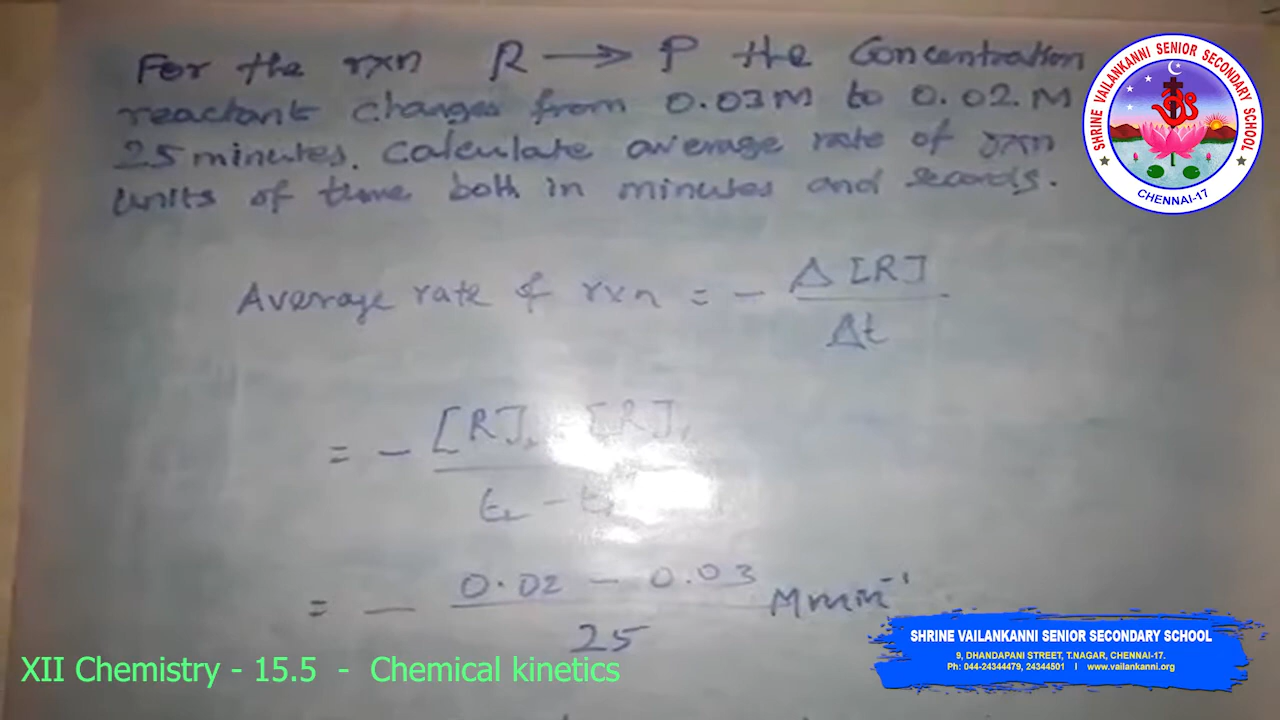 For the rxn R → P the Concentration
reactant changes from 0.03M to 0.02 M
25 minutes. Calculate average rate of rxn
units of time both in minutes and seconds.
Average rate of rxn = - Δ[R]
Δt
= - [R]₂ - [R]₁
t₂ - t₁
= - 0.02 - 0.03 M min⁻¹
25
SHRINE VAILANKANNI SENIOR SECONDARY SCHOOL
CHENNAI-17
XII Chemistry - 15.5 - Chemical kinetics
SHRINE VAILANKANNI SENIOR SECONDARY SCHOOL
9, DHANDAPANI STREET, T.NAGAR, CHENNAI-17.
Ph: 044-24344479, 24344501 I www.vailankanni.org